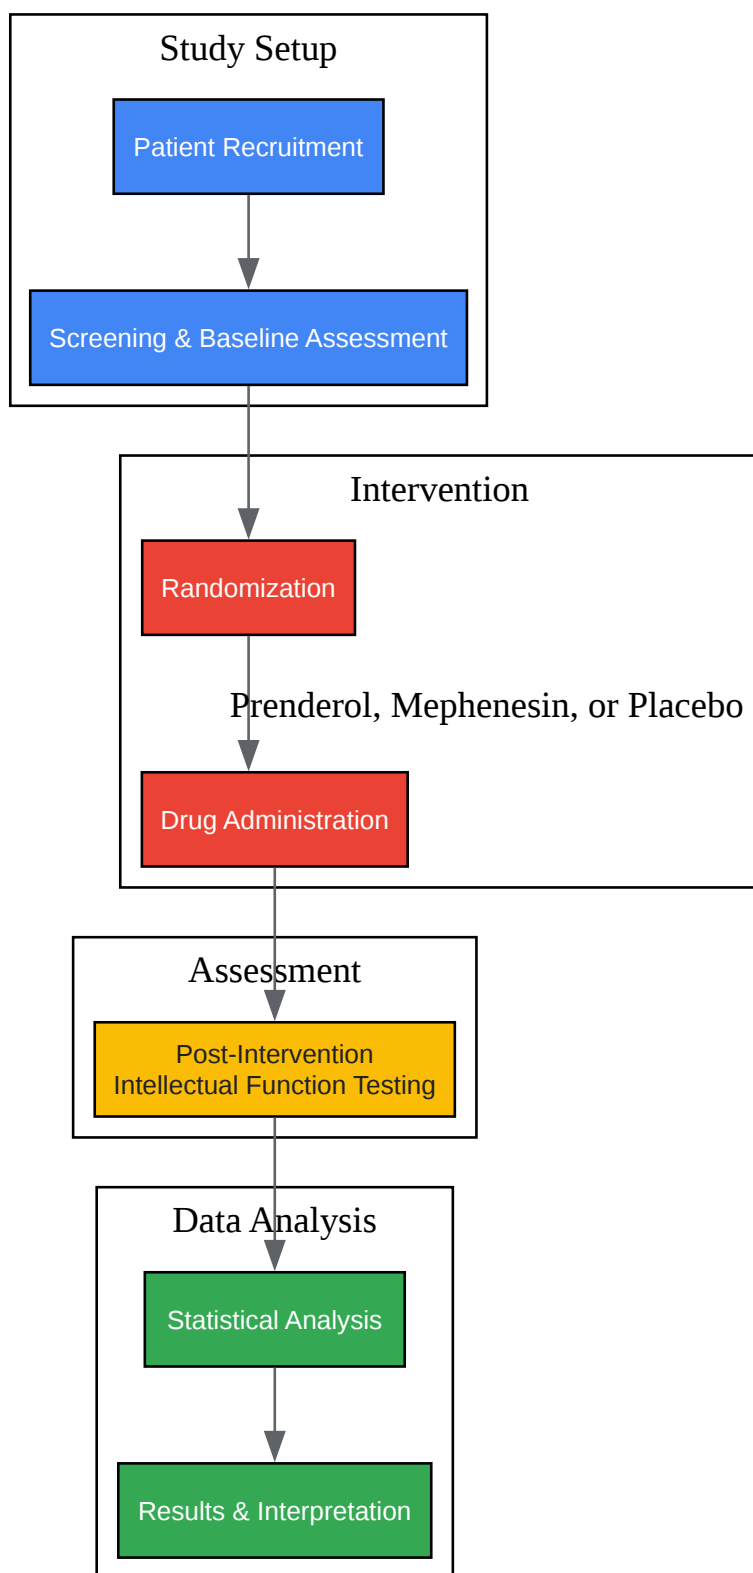 Study Setup
Patient Recruitment
Screening & Baseline Assessment
Intervention
Randomization
Prenderol, Mephenesin, or Placebo
Drug Administration
Assessment
Post-Intervention
Intellectual Function Testing
Data Analysis
Statistical Analysis
Results & Interpretation